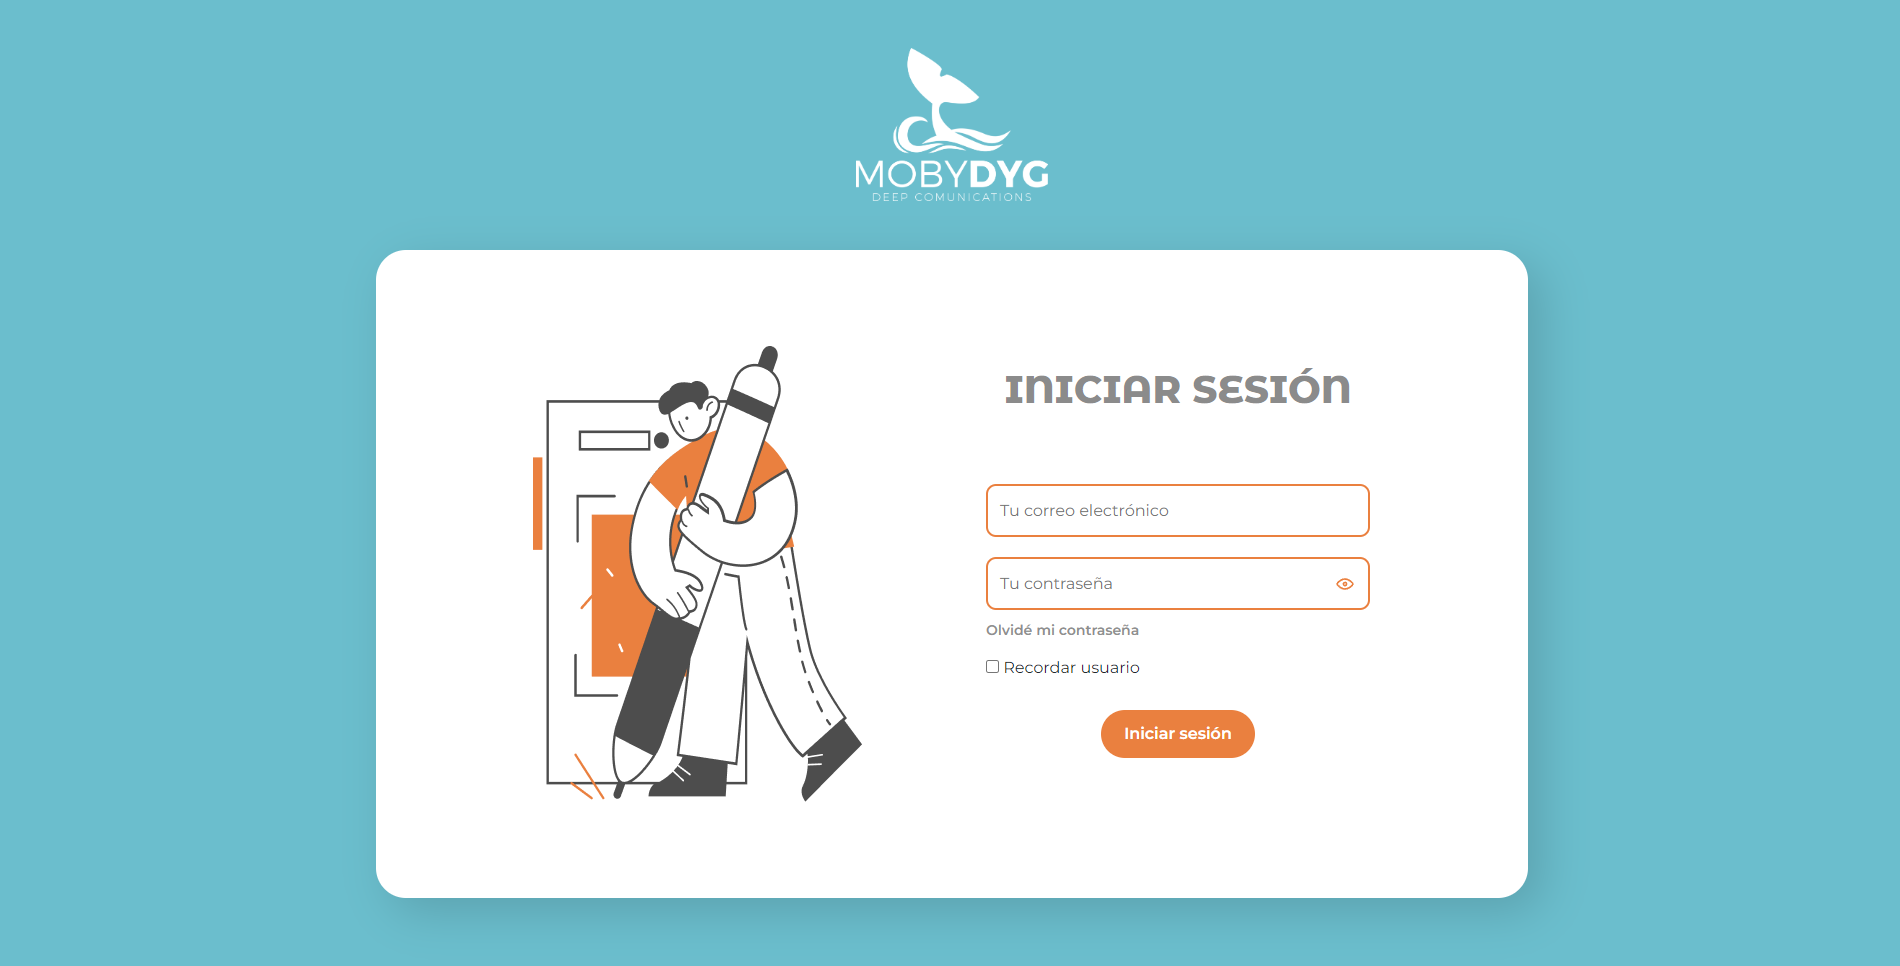 MOBYDYG
DEEP COMUNICATIONS
INICIAR SESIÓN
Tu correo electrónico
Tu contraseña
Olvidé mi contraseña
Recordar usuario
Iniciar sesión